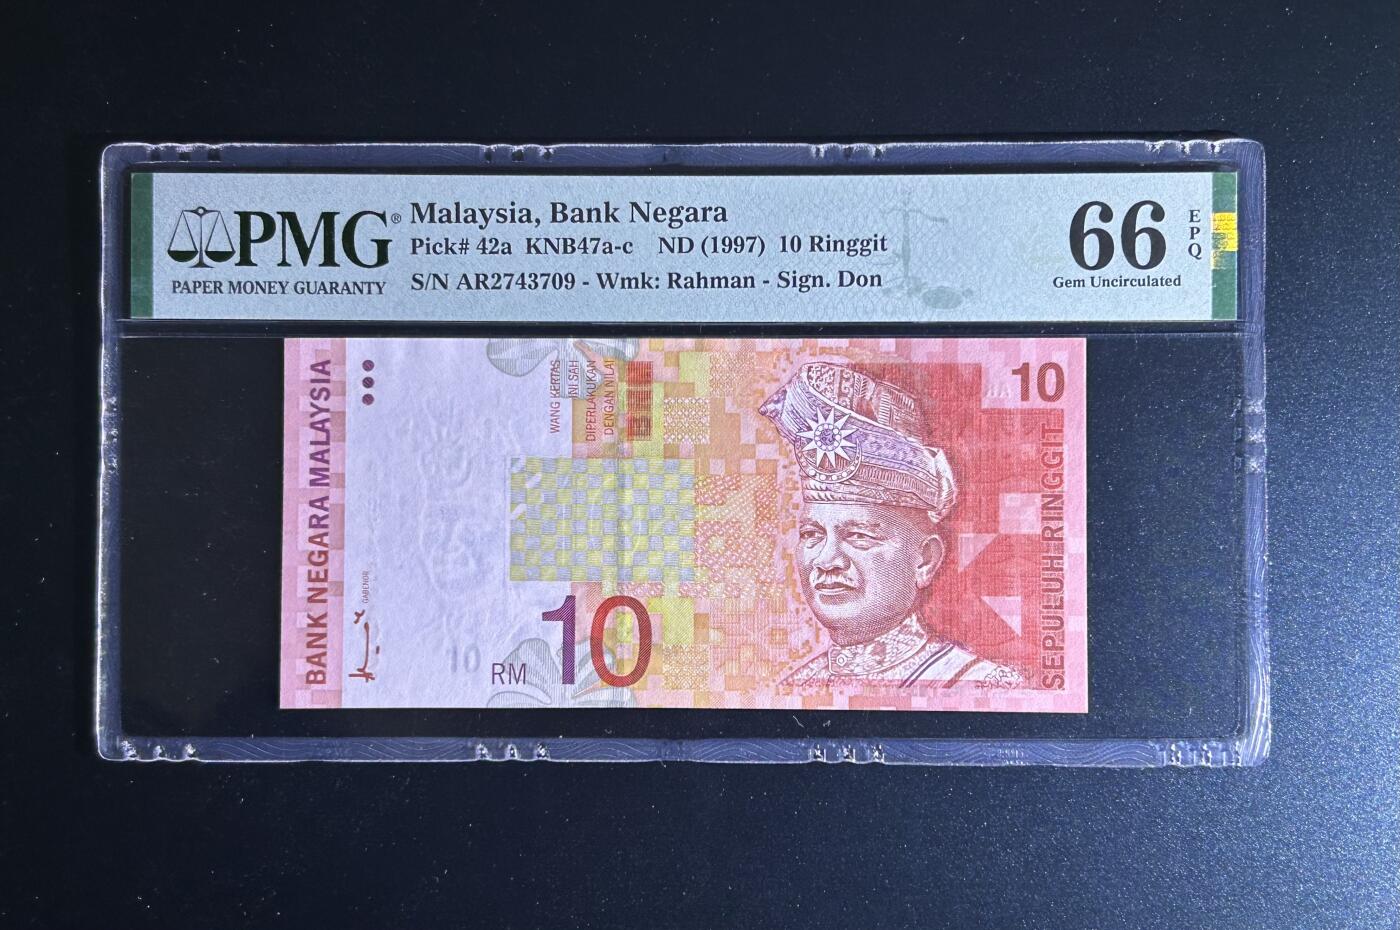 PMG®
PAPER MONEY GUARANTY
Malaysia, Bank Negara
Pick# 42a KNB47a-c ND (1997) 10 Ringgit
S/N AR2743709 - Wmk: Rahman - Sign. Don
66
EPQ
Gem Uncirculated
BANK NEGARA MALAYSIA
GABENOR
WANG KERTAS
INI SAH
DIPERLAKUKAN
DENGAN NILAI
10
RM 10
10
SEPULUH RINGGIT